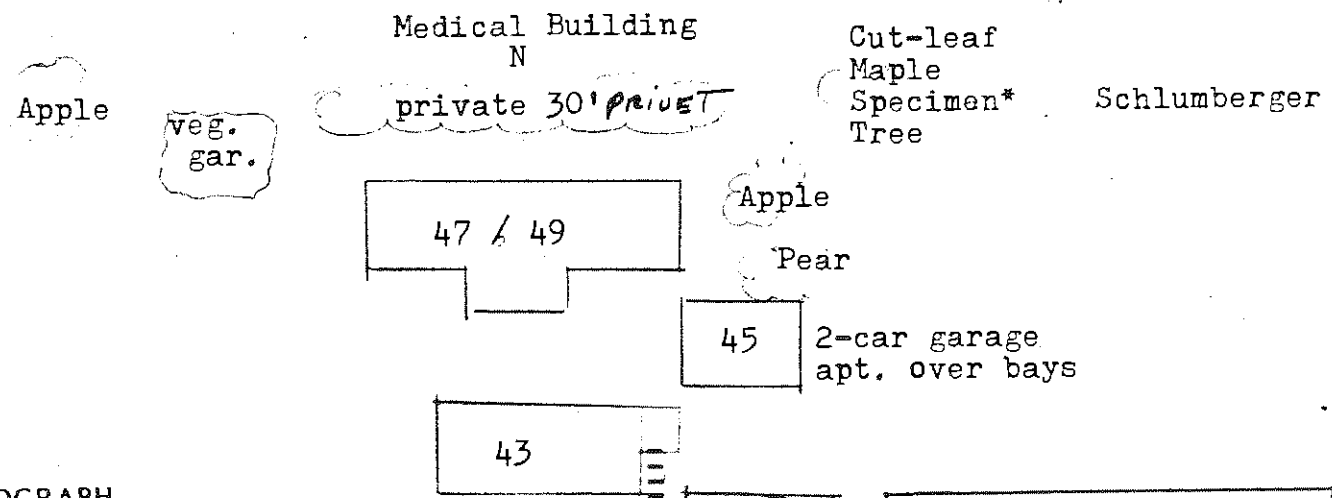 Medical Building
N
Cut-leaf
Maple
Specimen*
Tree
Schlumberger
Apple
private 30' PRIVET
veg.
gar.
Apple
47 / 49
Pear
45
2-car garage
apt. over bays
43